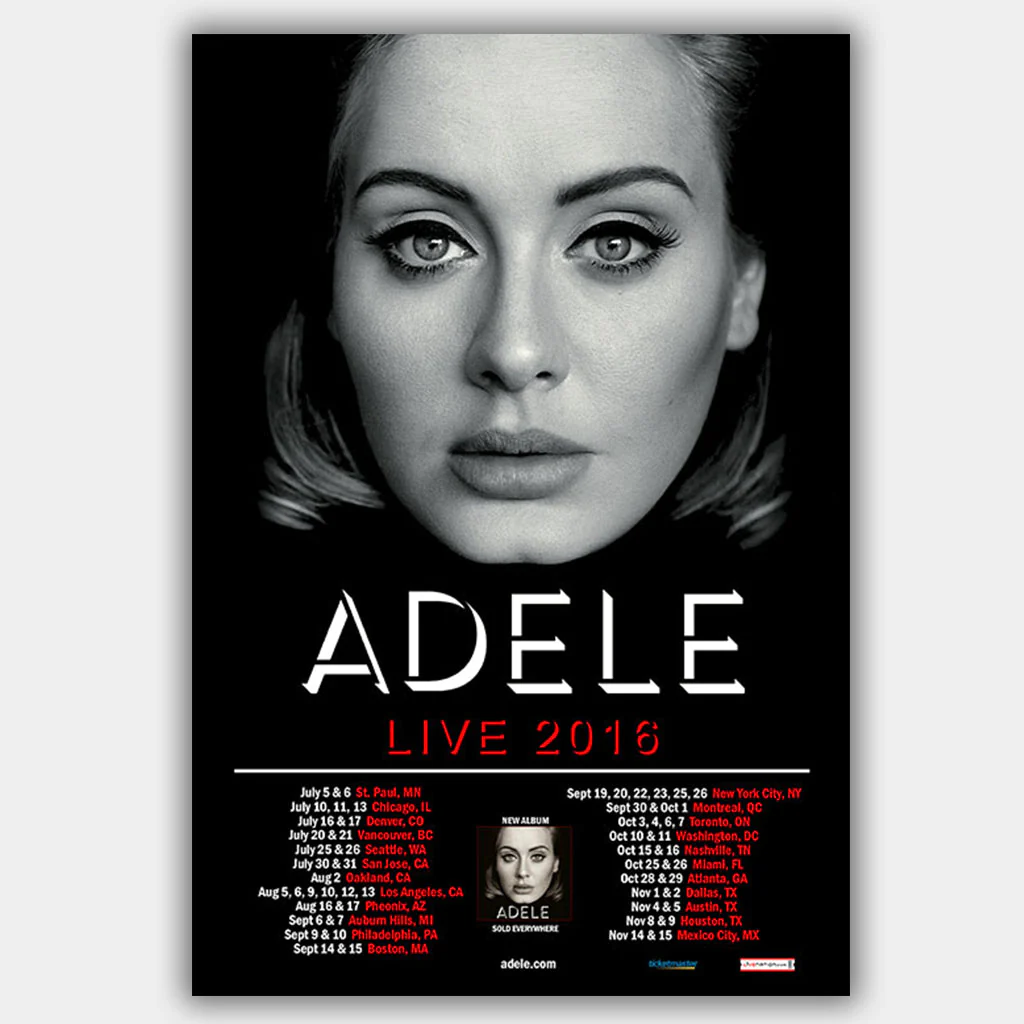 ADELE
LIVE 2016
July 5 & 6 St. Paul, MN
July 10, 11, 13 Chicago, IL
July 16 & 17 Denver, CO
July 20 & 21 Vancouver, BC
July 25 & 26 Seattle, WA
July 30 & 31 San Jose, CA
Aug 2 Oakland, CA
Aug 5, 6, 9, 10, 12, 13 Los Angeles, CA
Aug 16 & 17 Pheonix, AZ
Sept 6 & 7 Auburn Hills, MI
Sept 9 & 10 Philadelphia, PA
Sept 14 & 15 Boston, MA
NEW ALBUM
ADELE
SOLD EVERYWHERE
adele.com
Sept 19, 20, 22, 23, 25, 26 New York City, NY
Sept 30 & Oct 1 Montreal, QC
Oct 3, 4, 6, 7 Toronto, ON
Oct 10 & 11 Washington, DC
Oct 15 & 16 Nashville, TN
Oct 25 & 26 Miami, FL
Oct 28 & 29 Atlanta, GA
Nov 1 & 2 Dallas, TX
Nov 4 & 5 Austin, TX
Nov 8 & 9 Houston, TX
Nov 14 & 15 Mexico City, MX
ticketmaster